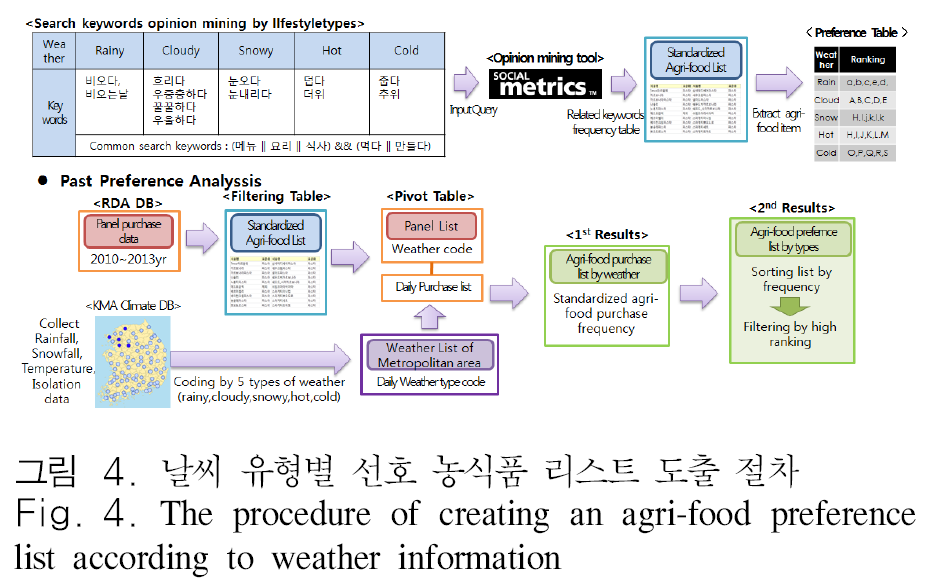 <Search keywords opinion mining by lIfestyletypes>
Wea ther Rainy Cloudy Snowy Hot Cold
Key words
비오다, 비오는날
흐리다 우중충하다 꿀꿀하다 우울하다
눈오다 눈내리다
덥다 더위
춥다 추위
Common search keywords : (메뉴 ∥ 요리 ∥ 식사) && (먹다 ∥ 만들다)
Input Query
<Opinion mining tool>
SOCIAL
metrics™
Related keywords
frequency table
Standardized
Agri-food List
Extract agri-
food item
< Preference Table >
Weat her Ranking
Rain a,b,c,e,d,
Cloud A,B,C,D,E
Snow H.I.j.k.l.k
Hot H,I,J,K,L.M
Cold O,P,Q,R,S
● Past Preference Analyssis
<RDA DB>
Panel purchase
data
2010~2013yr
<Filtering Table>
Standardized
Agri-food List
<Pivot Table>
Panel List
Weather code
Daily Purchase list
<1st Results>
Agri-food purchase
list by weather
Standardized agri-
food purchase
frequency
<2nd Results>
Agri-food prefernce
list by types
Sorting list by
frequency
Filtering by high
ranking
<KMA Climate DB>
Collect
Rainfall,
Snowfall,
Temperature,
Isolation
data
Coding by 5 types of weather
(rainy,cloudy,snowy,hot,cold)
Weather List of
Metropolitan area
Daily Weather type code
그림 4. 날씨 유형별 선호 농식품 리스트 도출 절차
Fig. 4. The procedure of creating an agri-food preference
list according to weather information